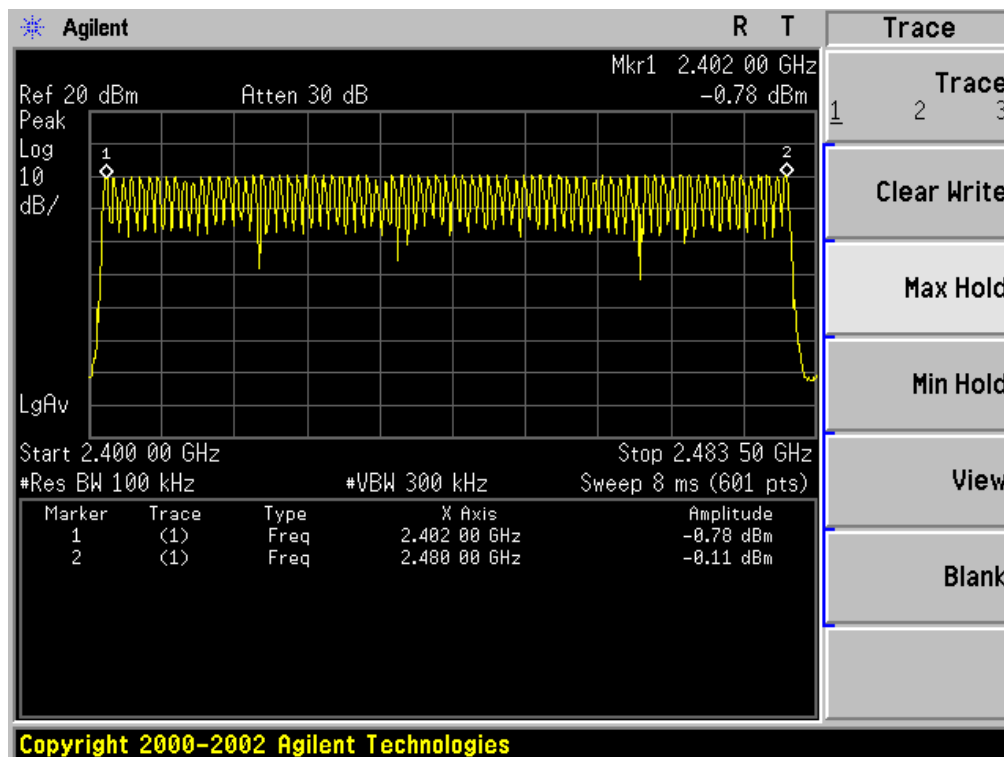 Agilent R T Trace
Mkr1 2.402 00 GHz
Ref 20 dBm Atten 30 dB -0.78 dBm
Peak
Log
10
dB/
1
2
LgAv
Start 2.400 00 GHz Stop 2.483 50 GHz
#Res BW 100 kHz #VBW 300 kHz Sweep 8 ms (601 pts)
Marker Trace Type X Axis Amplitude
1 (1) Freq 2.402 00 GHz -0.78 dBm
2 (1) Freq 2.480 00 GHz -0.11 dBm
Trace
1 2 3
Clear Write
Max Hold
Min Hold
View
Blank
Copyright 2000-2002 Agilent Technologies